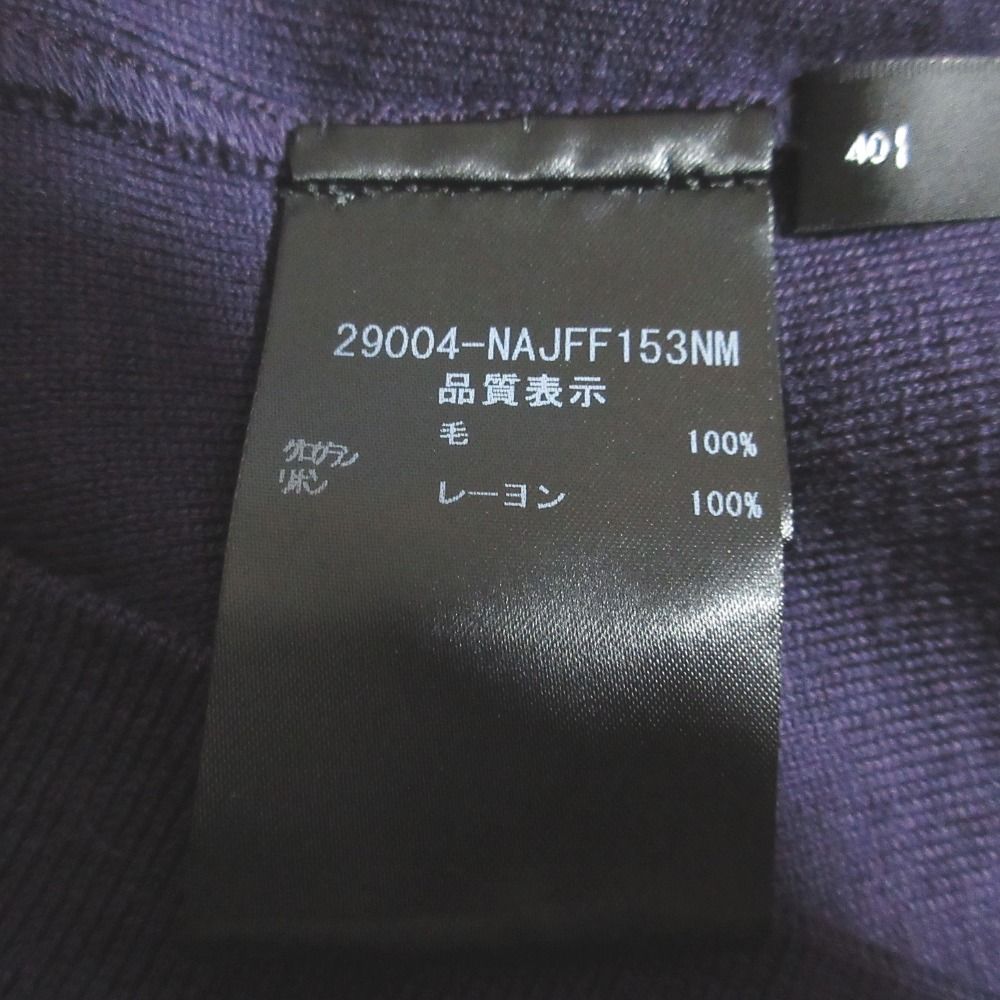 40
29004-NAJFF153NM
品質表示
毛 100%
グログラン
リボン レーヨン 100%